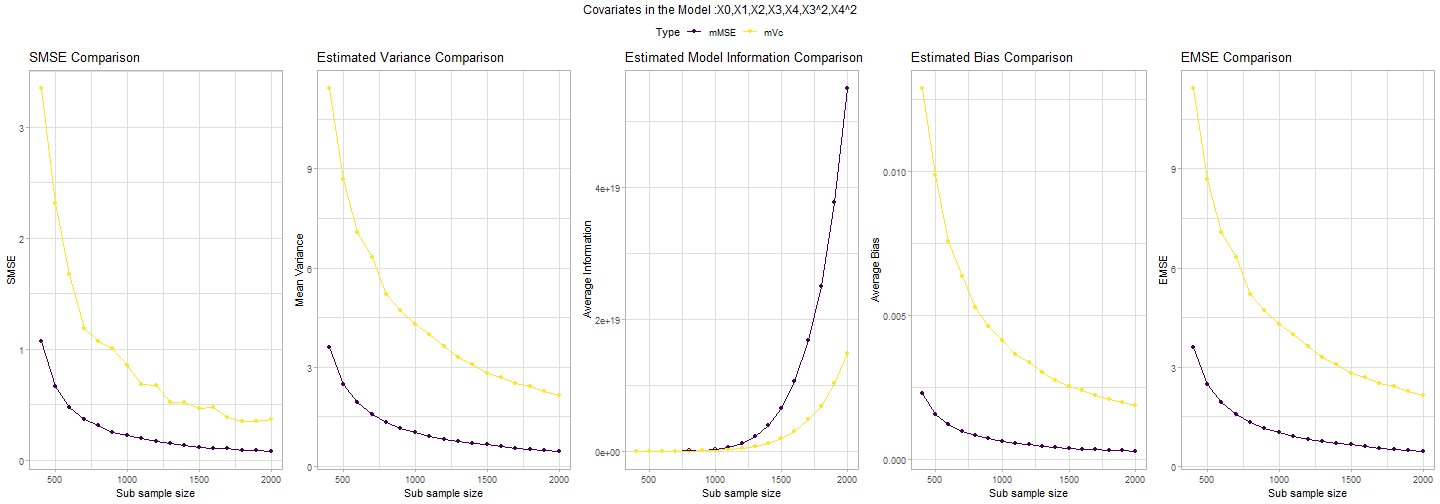 Covariates in the Model :X0,X1,X2,X3,X4,X3^2,X4^2
Type mMSE mVc
SMSE Comparison
SMSE
3
2
1
0
500 1000 1500 2000
Sub sample size
Estimated Variance Comparison
Mean Variance
9
6
3
0
500 1000 1500 2000
Sub sample size
Estimated Model Information Comparison
Average Information
4e+19
2e+19
0e+00
500 1000 1500 2000
Sub sample size
Estimated Bias Comparison
Average Bias
0.010
0.005
0.000
500 1000 1500 2000
Sub sample size
EMSE Comparison
EMSE
9
6
3
0
500 1000 1500 2000
Sub sample size